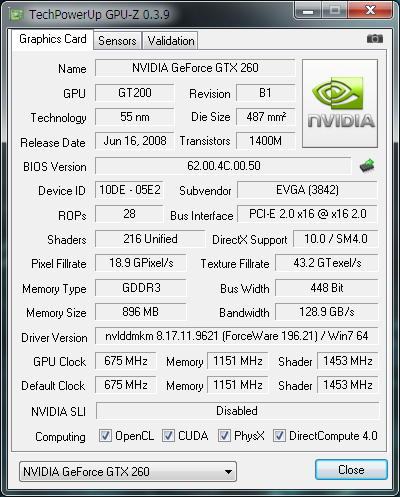 TechPowerUp GPU-Z 0.3.9
Graphics Card Sensors Validation
Name NVIDIA GeForce GTX 260
GPU GT200 Revision B1
Technology 55 nm Die Size 487 mm²
Release Date Jun 16, 2008 Transistors 1400M
NVIDIA
BIOS Version 62.00.4C.00.50
Device ID 10DE - 05E2 Subvendor EVGA (3842)
ROPs 28 Bus Interface PCI-E 2.0 x16 @ x16 2.0
Shaders 216 Unified DirectX Support 10.0 / SM4.0
Pixel Fillrate 18.9 GPixel/s Texture Fillrate 43.2 GTexel/s
Memory Type GDDR3 Bus Width 448 Bit
Memory Size 896 MB Bandwidth 128.9 GB/s
Driver Version nvlddmkm 8.17.11.9621 (ForceWare 196.21) / Win7 64
GPU Clock 675 MHz Memory 1151 MHz Shader 1453 MHz
Default Clock 675 MHz Memory 1151 MHz Shader 1453 MHz
NVIDIA SLI Disabled
Computing OpenCL CUDA PhysX DirectCompute 4.0
NVIDIA GeForce GTX 260 Close